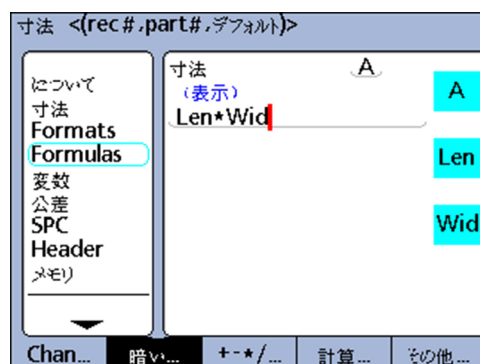 寸法 <(rec#,part#,デフォルト)>
について
寸法
Formats
Formulas
変数
公差
SPC
Header
メモリ
寸法 A
(表示)
Len*Wid
A
Len
Wid
Chan... 暗い... +-*/... 計算... その他...